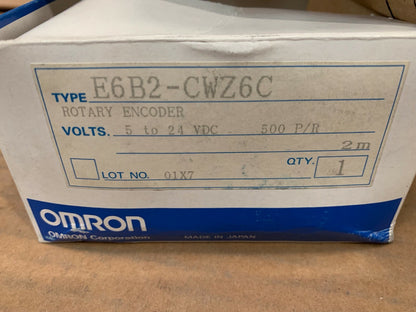 TYPE E6B2-CWZ6C
ROTARY ENCODER
VOLTS. 5 to 24 VDC 500 P/R
2m
QTY. 1
LOT NO. 01X7
OMRON
OMRON Corporation MADE IN JAPAN